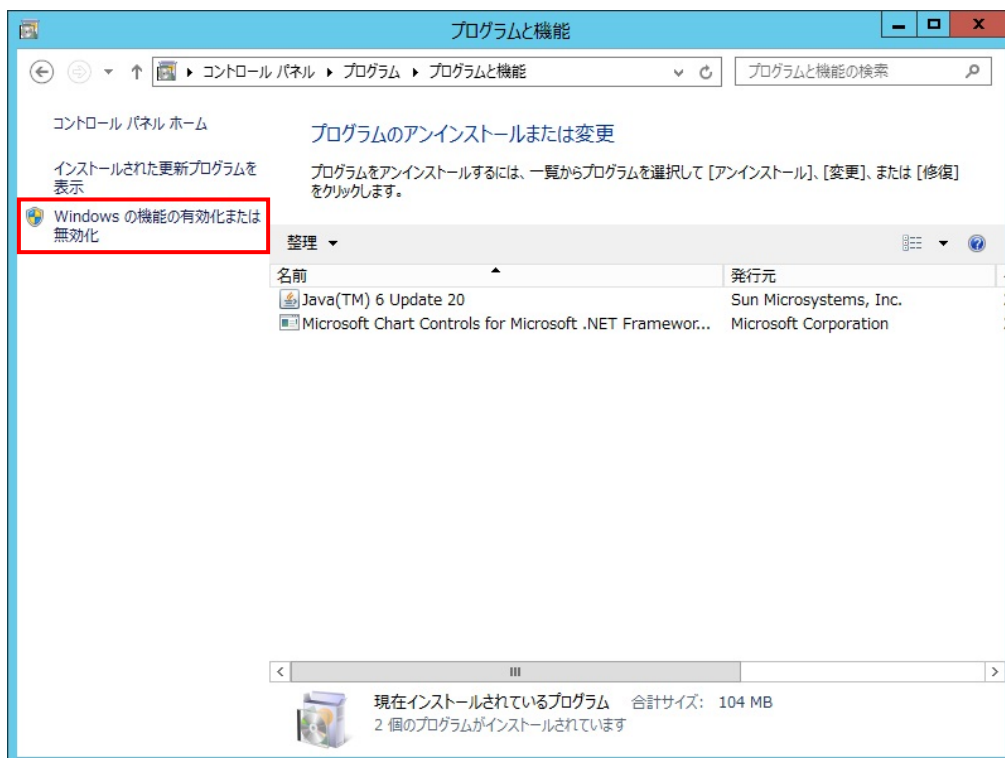 プログラムと機能
コントロール パネル ▸ プログラム ▸ プログラムと機能
プログラムと機能の検索
コントロール パネル ホーム
インストールされた更新プログラムを
表示
Windows の機能の有効化または
無効化
プログラムのアンインストールまたは変更
プログラムをアンインストールするには、一覧からプログラムを選択して [アンインストール]、[変更]、または [修復]
をクリックします。
整理
名前 発行元
Java(TM) 6 Update 20 Sun Microsystems, Inc.
Microsoft Chart Controls for Microsoft .NET Framewor... Microsoft Corporation
現在インストールされているプログラム 合計サイズ: 104 MB
2 個のプログラムがインストールされています